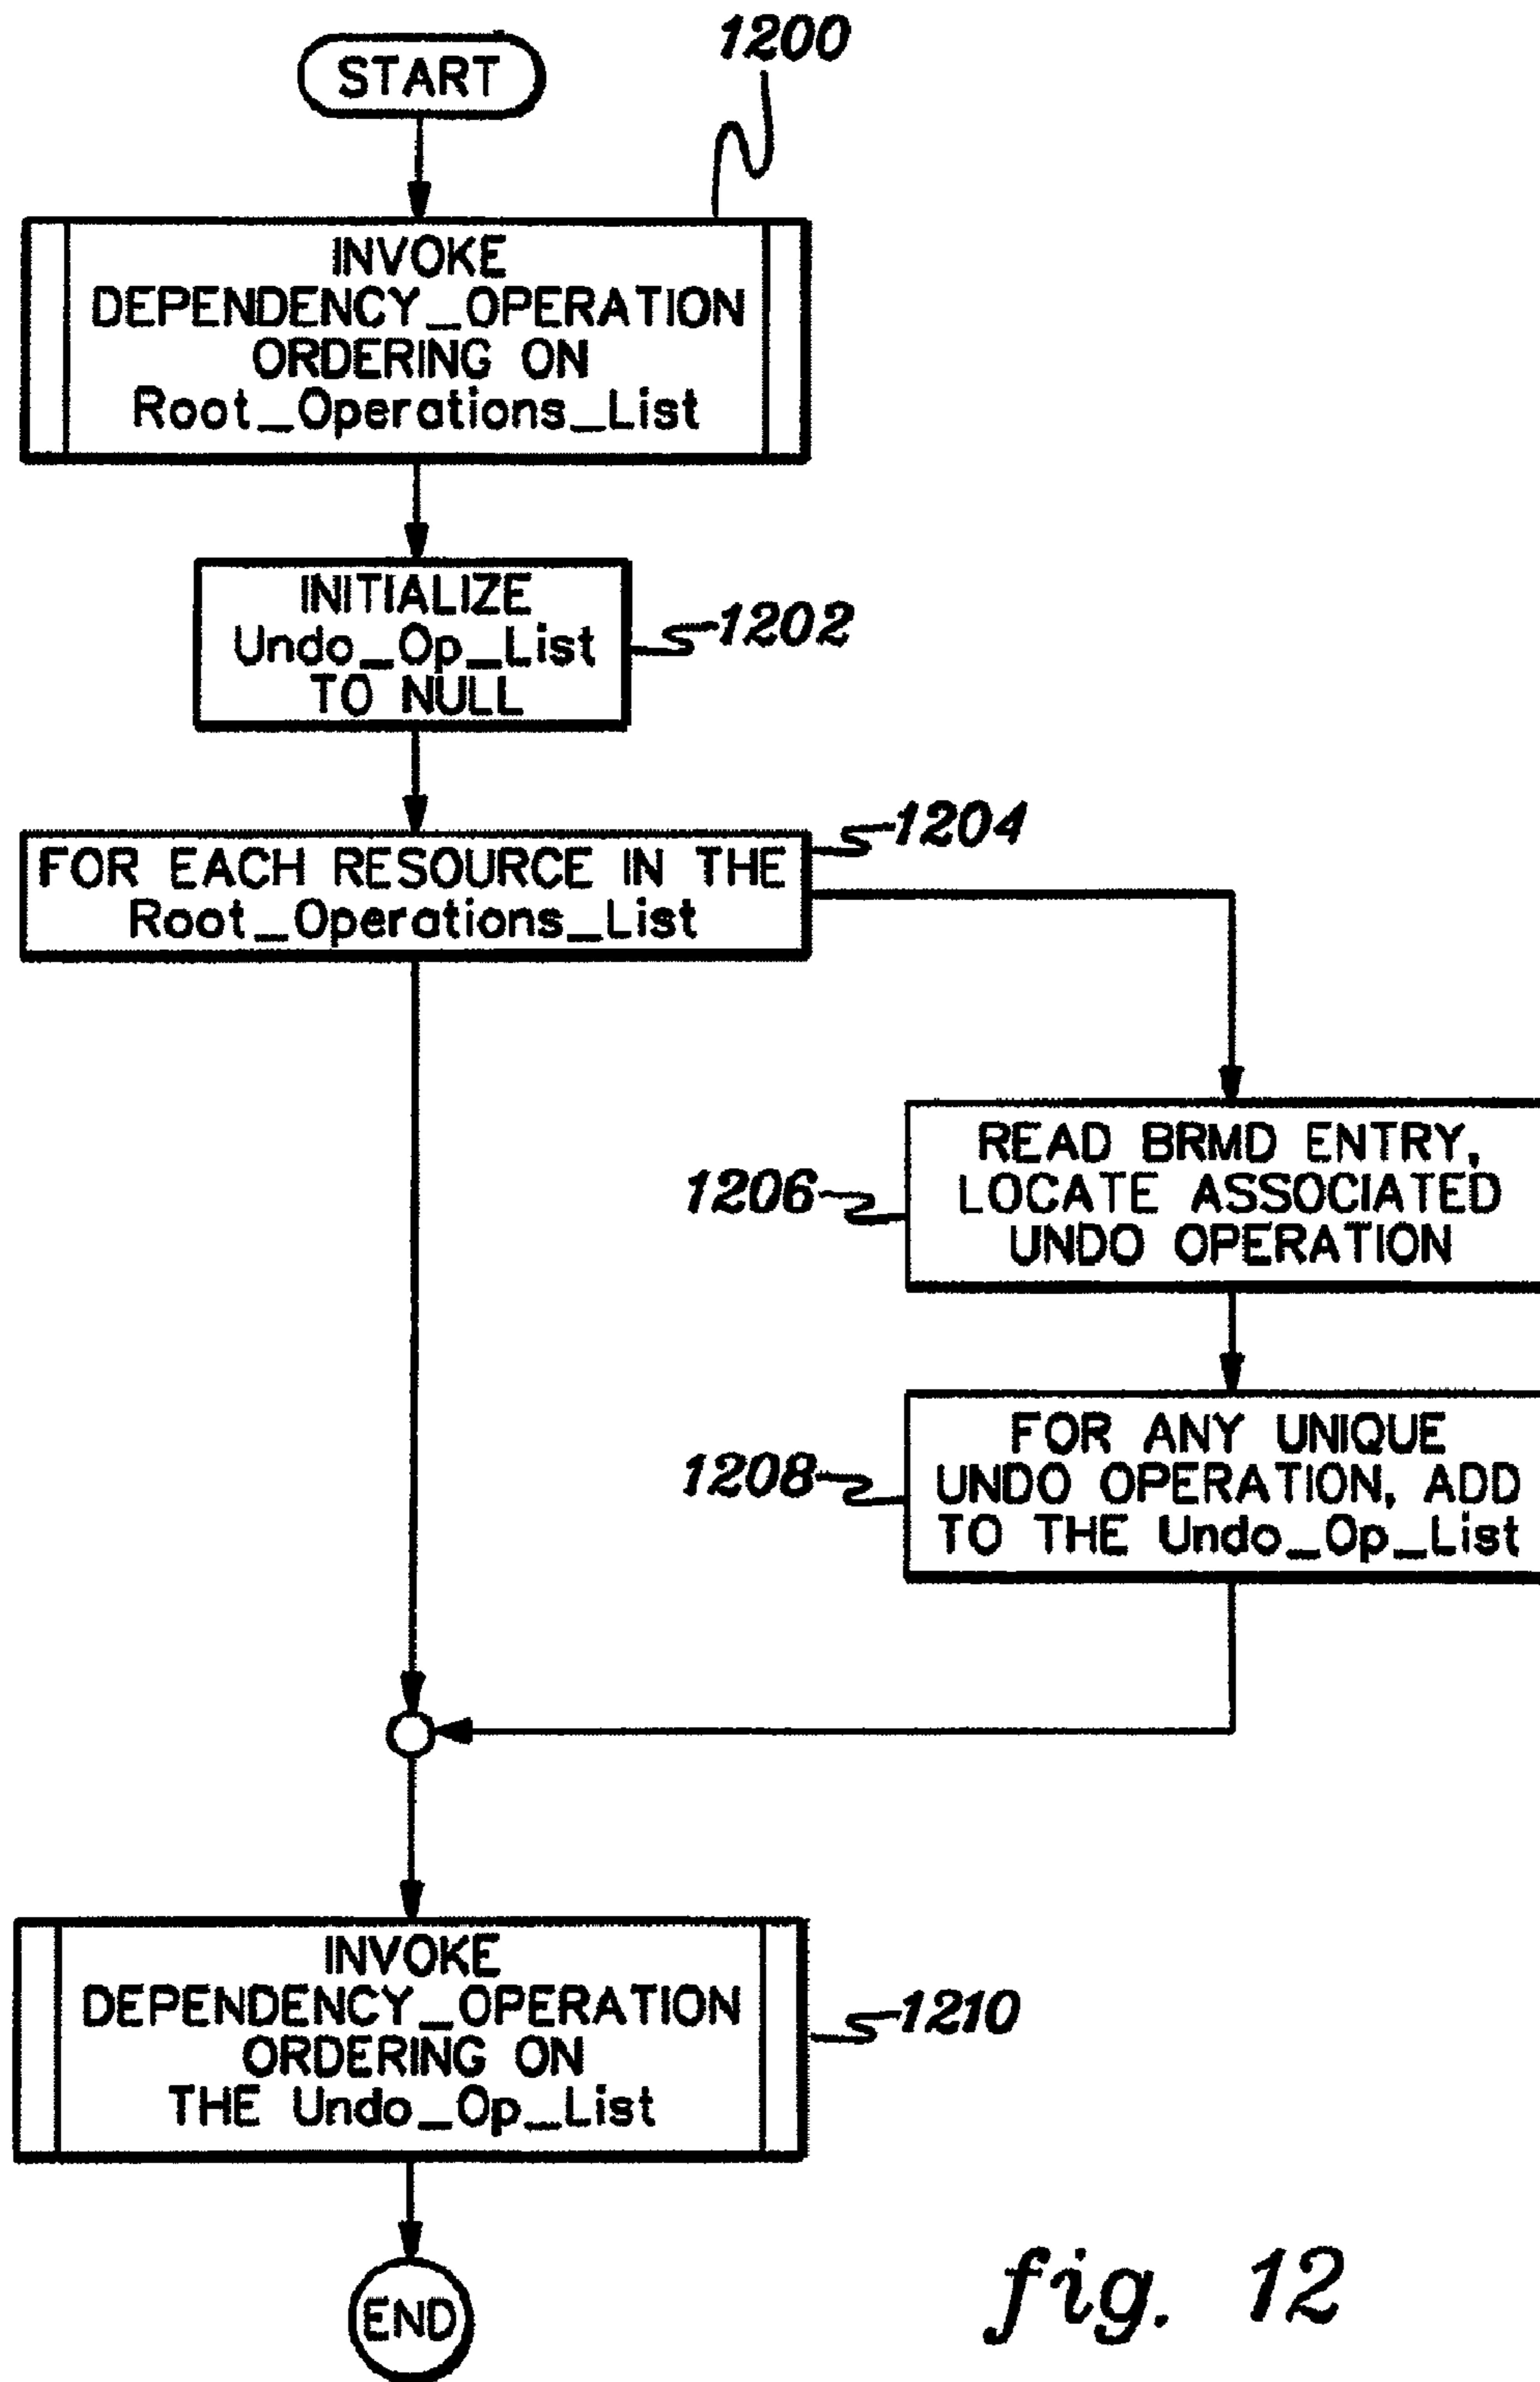 START
1200
INVOKE
DEPENDENCY_OPERATION
ORDERING ON
Root_Operations_List
INITIALIZE
Undo_Op_List
TO NULL
1202
1204
FOR EACH RESOURCE IN THE
Root_Operations_List
READ BRMD ENTRY,
LOCATE ASSOCIATED
UNDO OPERATION
1206
FOR ANY UNIQUE
UNDO OPERATION, ADD
TO THE Undo_Op_List
1208
INVOKE
DEPENDENCY_OPERATION
ORDERING ON
THE Undo_Op_List
1210
END
fig. 12